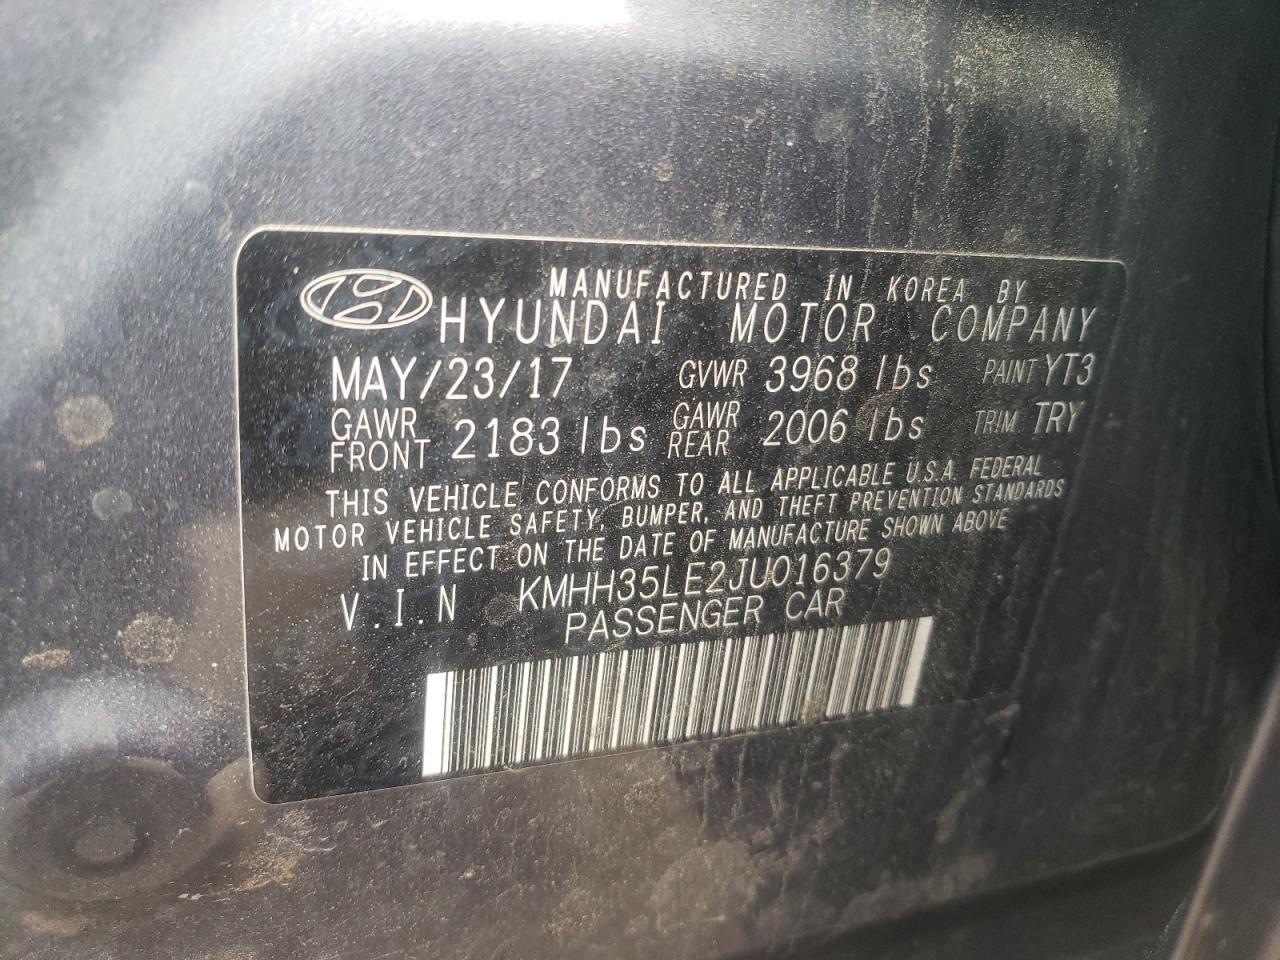 MANUFACTURED IN KOREA BY
HYUNDAI MOTOR COMPANY
MAY/23/17 GVWR 3968 lbs PAINT YT3
GAWR FRONT 2183 lbs GAWR REAR 2006 lbs TRIM TRY
THIS VEHICLE CONFORMS TO ALL APPLICABLE U.S.A. FEDERAL
MOTOR VEHICLE SAFETY, BUMPER, AND THEFT PREVENTION STANDARDS
IN EFFECT ON THE DATE OF MANUFACTURE SHOWN ABOVE
V.I.N KMHH35LE2JU016379
PASSENGER CAR